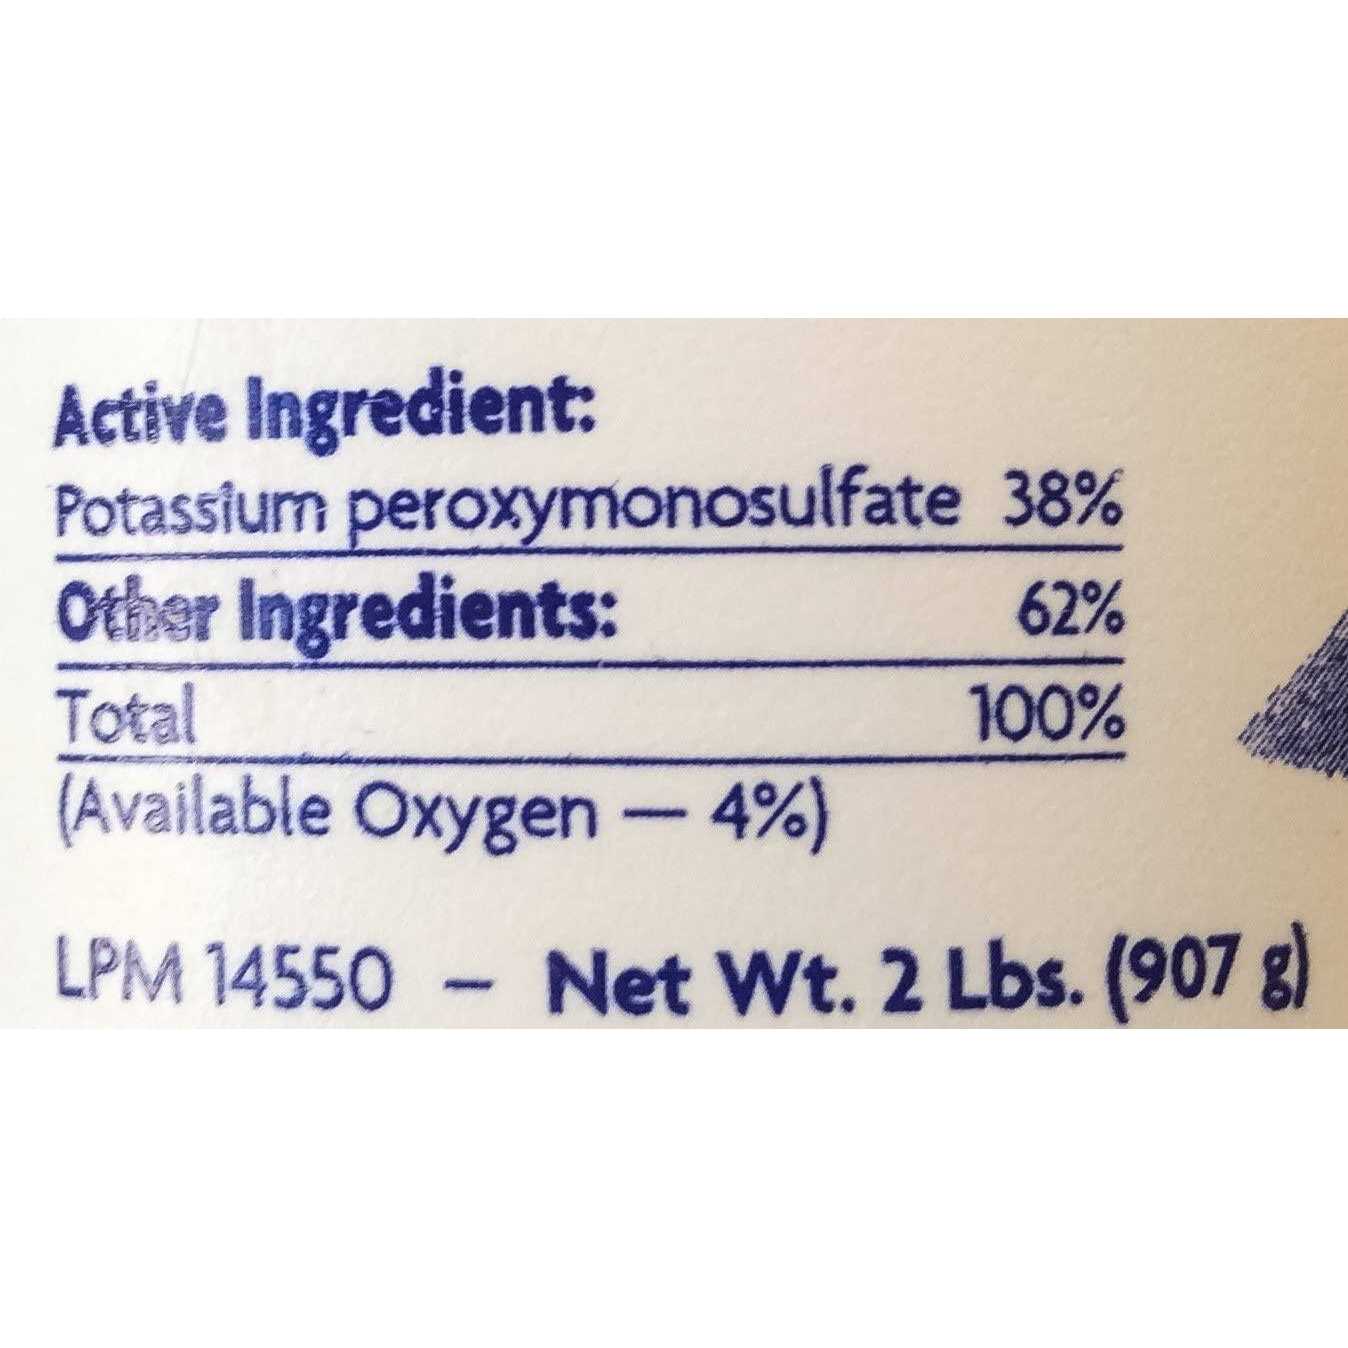 Active Ingredient:
Potassium peroxymonosulfate 38%
Other Ingredients: 62%
Total 100%
(Available Oxygen — 4%)
LPM 14550 – Net Wt. 2 Lbs. (907 g)